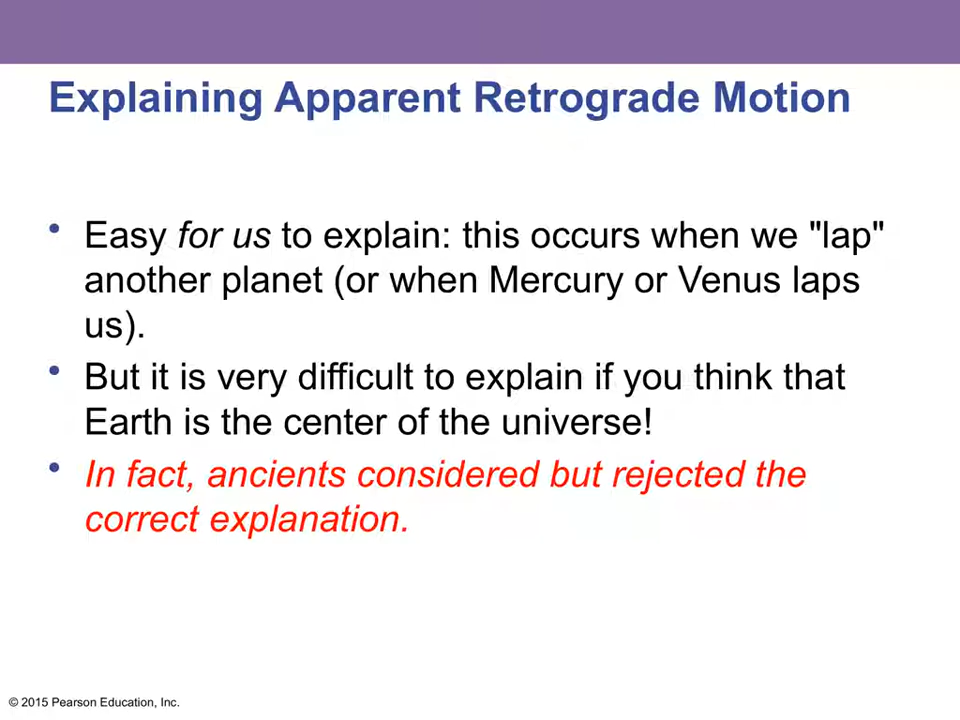 Explaining Apparent Retrograde Motion
• Easy for us to explain: this occurs when we "lap"
another planet (or when Mercury or Venus laps
us).
• But it is very difficult to explain if you think that
Earth is the center of the universe!
• In fact, ancients considered but rejected the
correct explanation.
© 2015 Pearson Education, Inc.